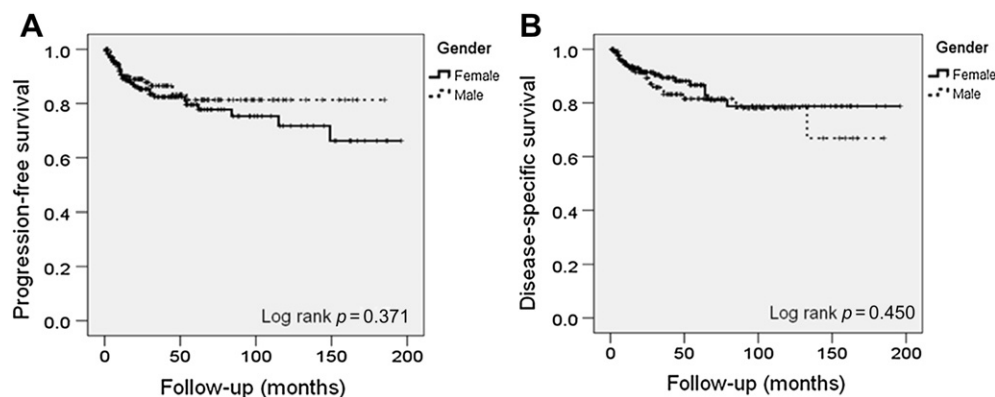 A
Progression-free survival
1.0
0.8
0.6
0.4
0.2
0.0
Log rank p = 0.371
0 50 100 150 200
Follow-up (months)
Gender
Female
Male
B
Disease-specific survival
1.0
0.8
0.6
0.4
0.2
0.0
Log rank p = 0.450
0 50 100 150 200
Follow-up (months)
Gender
Female
Male